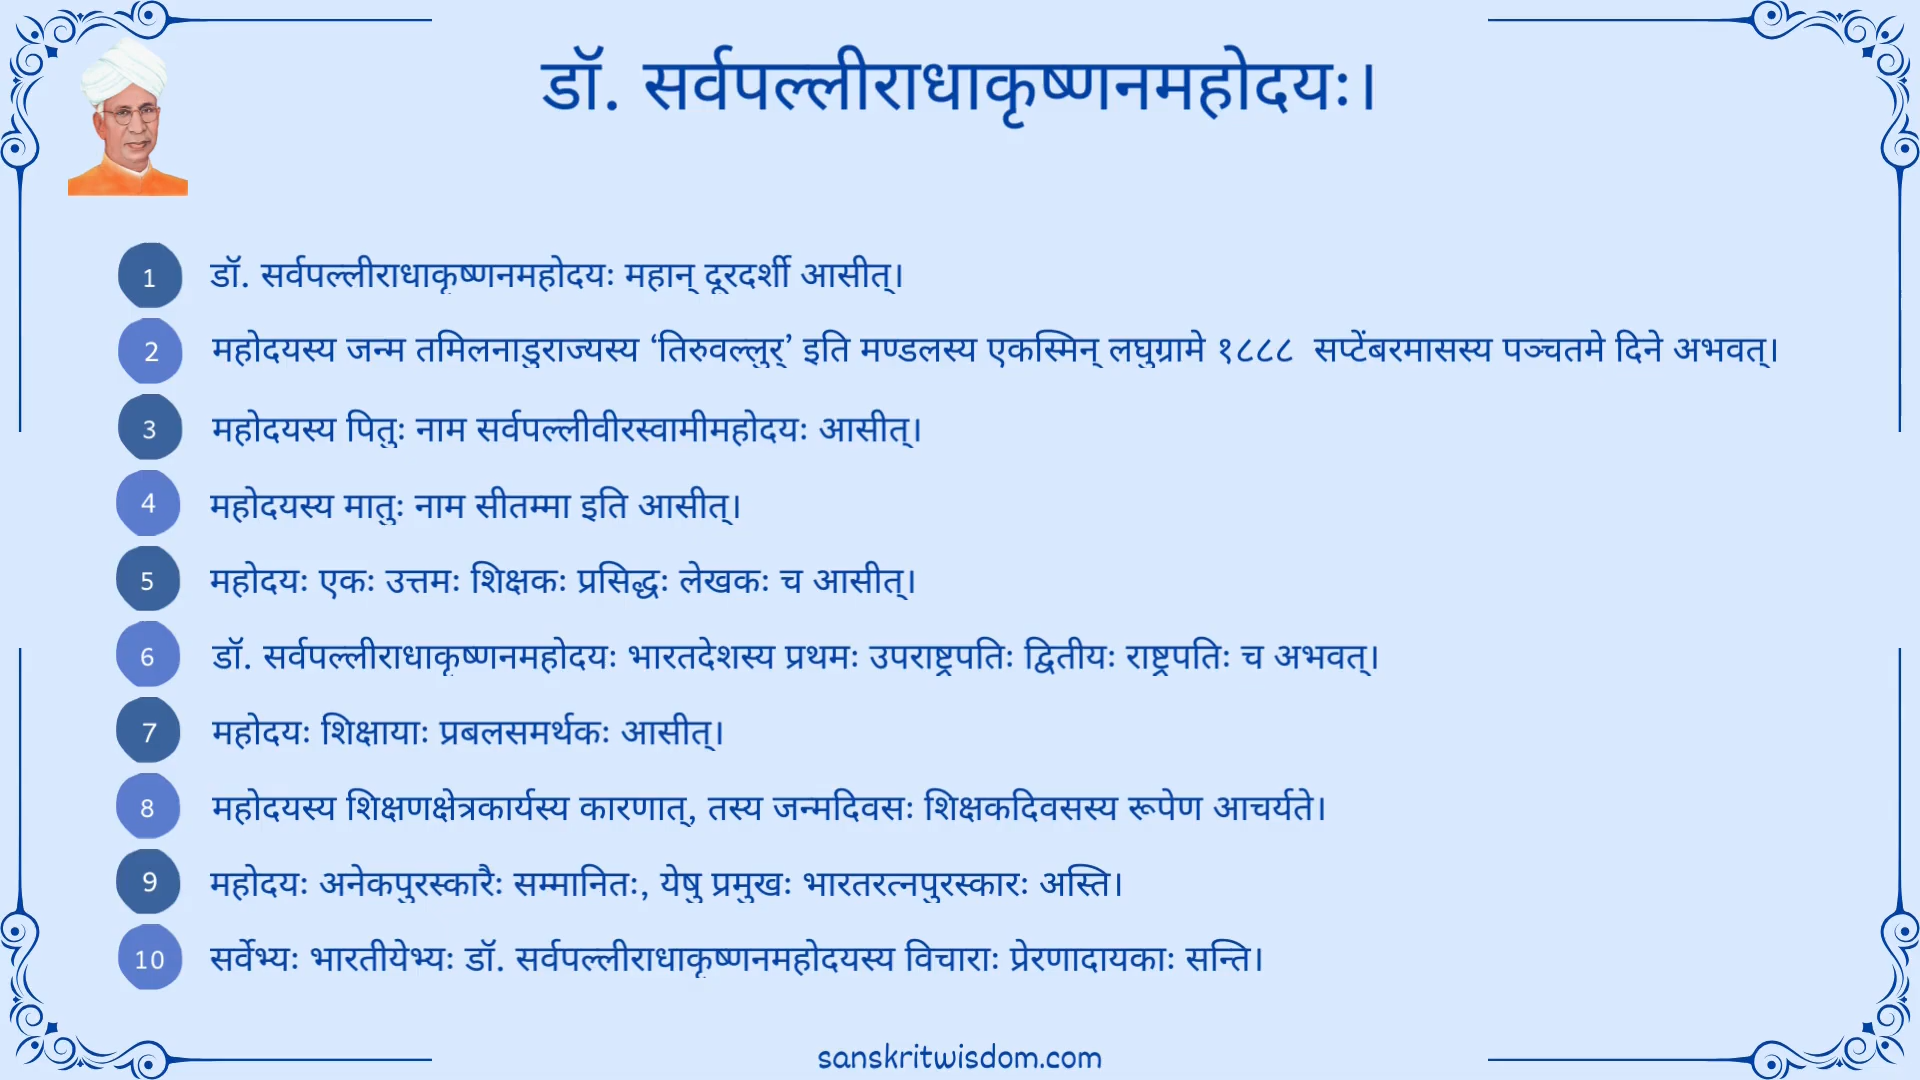 डॉ. सर्वपल्लीराधाकृष्णनमहोदयः।
1 डॉ. सर्वपल्लीराधाकृष्णनमहोदयः महान् दूरदर्शी आसीत्।
2 महोदयस्य जन्म तमिलनाडुराज्यस्य ‘तिरुवल्लुर्’ इति मण्डलस्य एकस्मिन् लघुग्रामे १८८८ सप्टेंबरमासस्य पञ्चतमे दिने अभवत्।
3 महोदयस्य पितुः नाम सर्वपल्लीवीरस्वामीमहोदयः आसीत्।
4 महोदयस्य मातुः नाम सीतम्मा इति आसीत्।
5 महोदयः एकः उत्तमः शिक्षकः प्रसिद्धः लेखकः च आसीत्।
6 डॉ. सर्वपल्लीराधाकृष्णनमहोदयः भारतदेशस्य प्रथमः उपराष्ट्रपतिः द्वितीयः राष्ट्रपतिः च अभवत्।
7 महोदयः शिक्षायाः प्रबलसमर्थकः आसीत्।
8 महोदयस्य शिक्षणक्षेत्रकार्यस्य कारणात्, तस्य जन्मदिवसः शिक्षकदिवसस्य रूपेण आचर्यते।
9 महोदयः अनेकपुरस्कारैः सम्मानितः, येषु प्रमुखः भारतरत्नपुरस्कारः अस्ति।
10 सर्वेभ्यः भारतीयेभ्यः डॉ. सर्वपल्लीराधाकृष्णनमहोदयस्य विचाराः प्रेरणादायकाः सन्ति।
sanskritwisdom.com